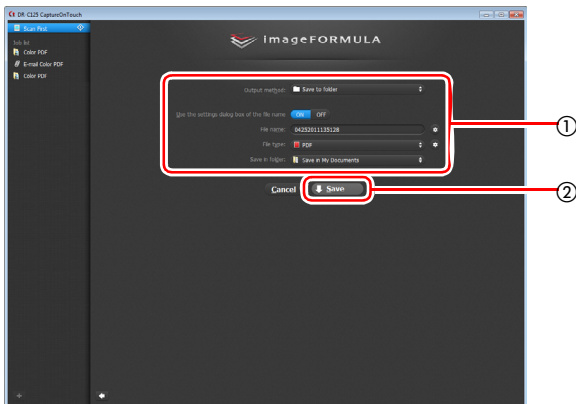 DR-C125 CaptureOnTouch
Scan First
Job list
Color PDF
E-mail Color PDF
Color PDF
imageFORMULA
Output method: Save to folder
Use the settings dialog box of the file name ON OFF
File name: 04252011135128
File type: PDF
Save in folder: Save in My Documents
①
Cancel Save
②